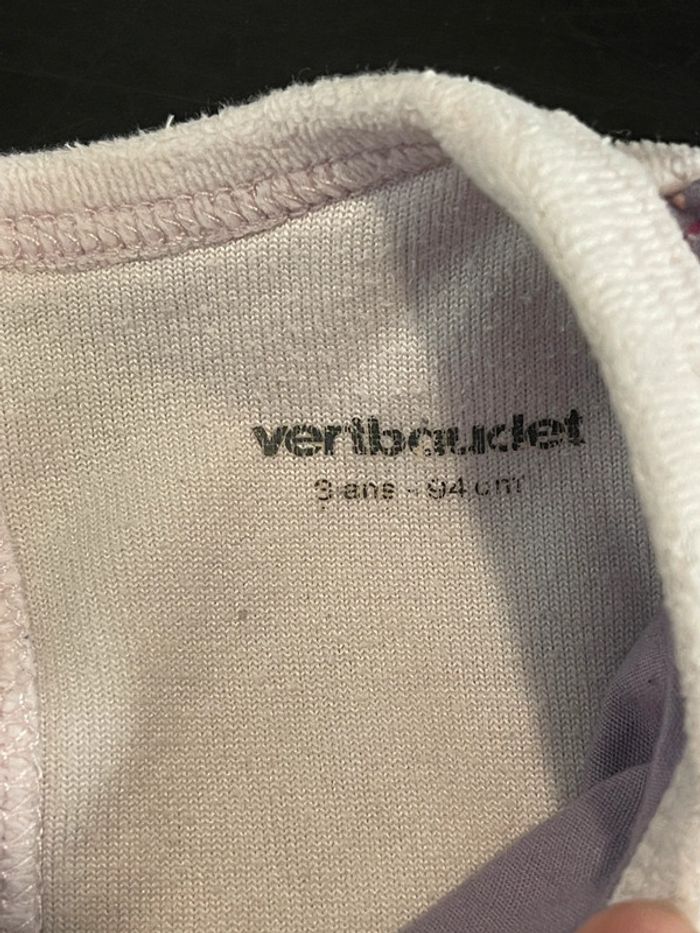 vertbaudet
3 ans - 94 cm